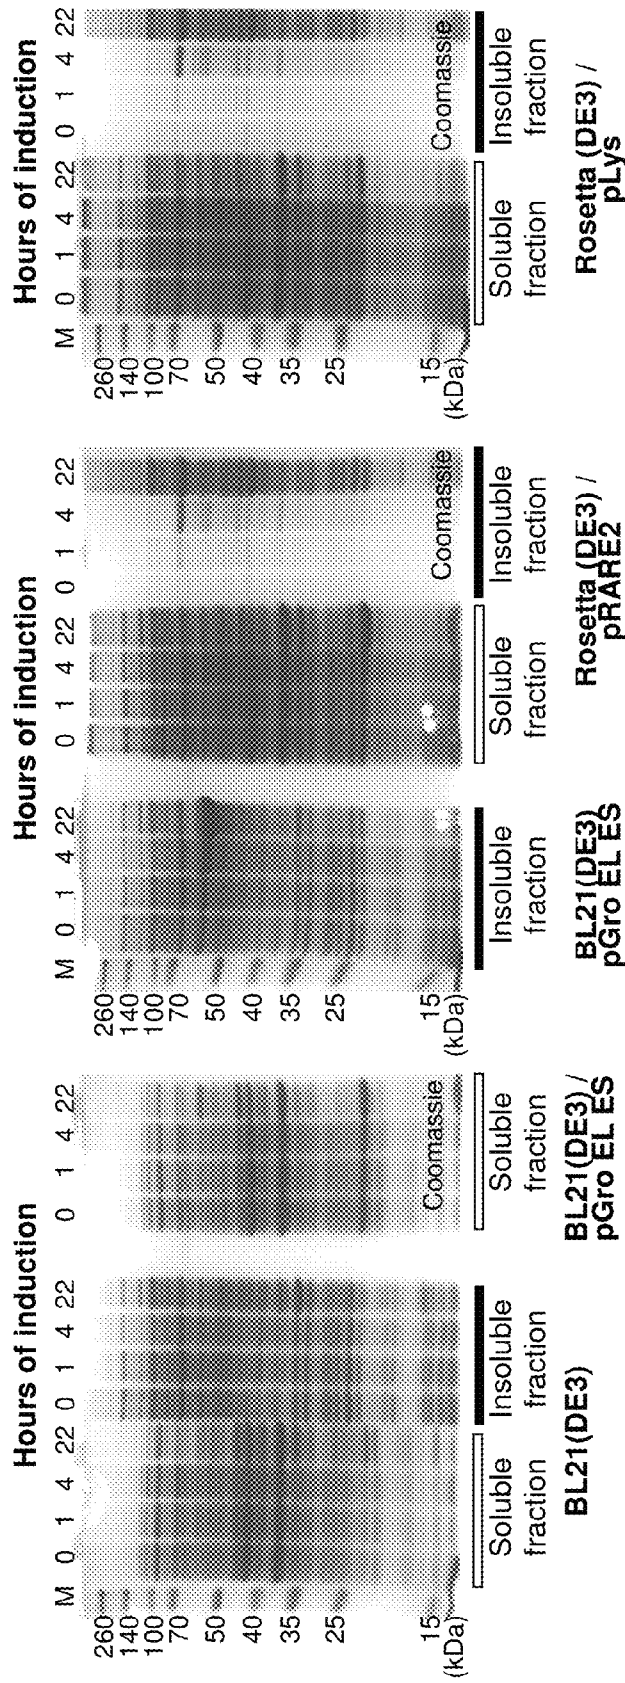 Hours of induction
M 0 1 4 22 0 1 4 22 0 1 4 22
260
140
100
70
50
40
35
25
15
(kDa)
Coomassie
Soluble fraction
Insoluble fraction
Soluble fraction
BL21(DE3)
BL21(DE3)/
pGro EL ES
Hours of induction
M 0 1 4 22 0 1 4 22
260
140
100
70
50
40
35
25
15
(kDa)
Coomassie
Insoluble fraction
Soluble fraction
Insoluble fraction
BL21(DE3)
pGro EL ES
Rosetta (DE3) /
pRARE2
Hours of induction
M 0 1 4 22 0 1 4 22
260
140
100
70
50
40
35
25
15
(kDa)
Coomassie
Soluble fraction
Insoluble fraction
Rosetta (DE3) /
pLys